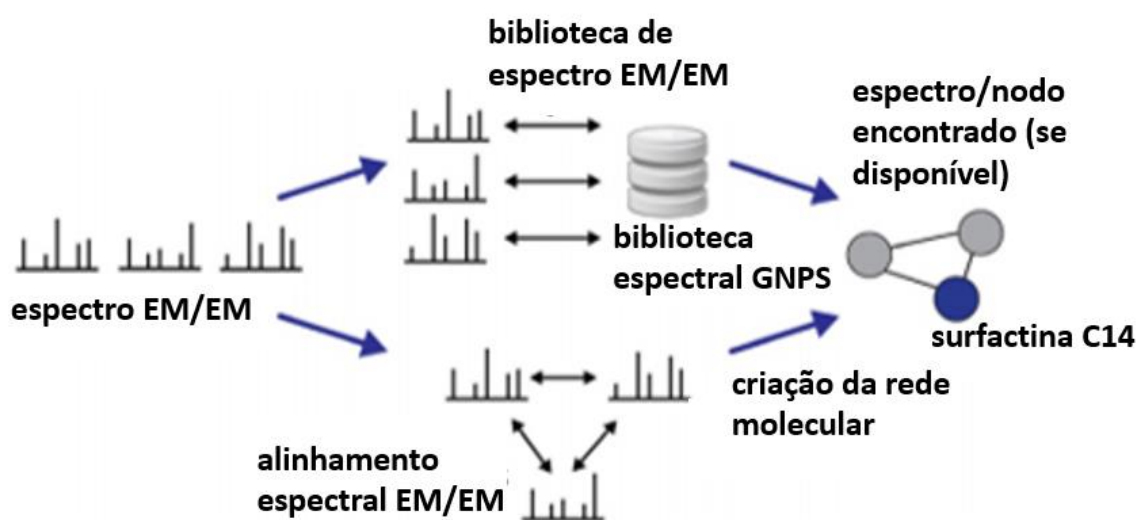 biblioteca de
espectro EM/EM
espectro/nodo
encontrado (se
disponível)
biblioteca
espectral GNPS
espectro EM/EM
surfactina C14
criação da rede
molecular
alinhamento
espectral EM/EM